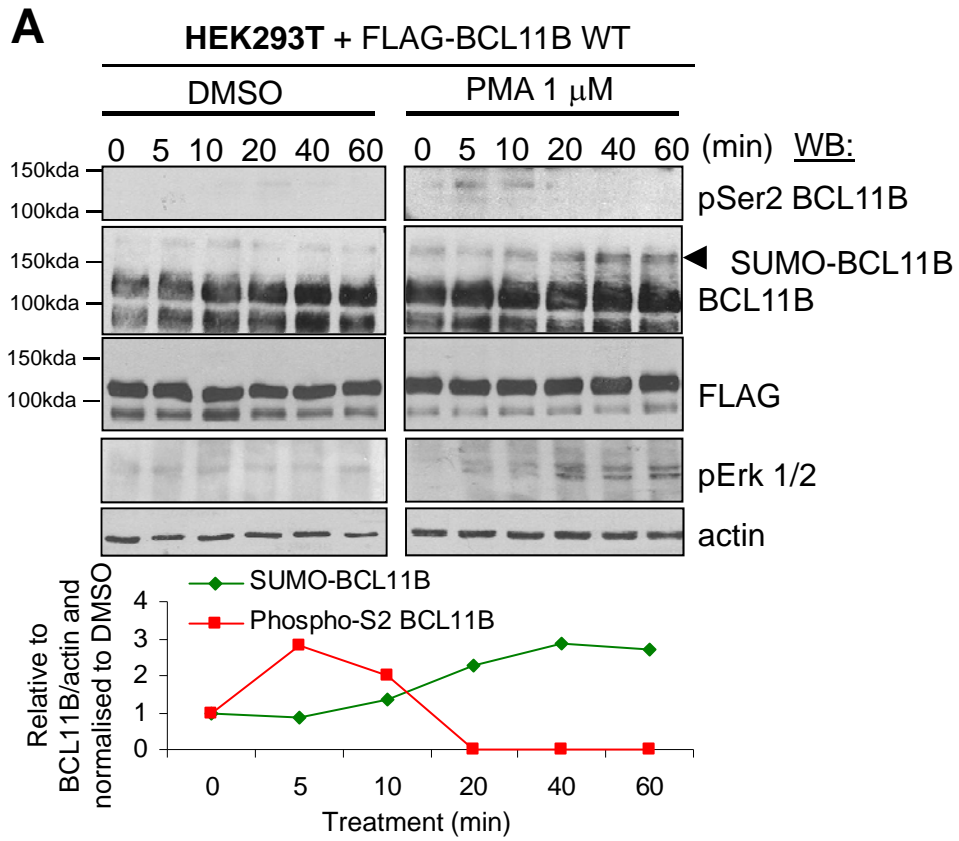 A
HEK293T + FLAG-BCL11B WT
DMSO PMA 1 μM
0 5 10 20 40 60 0 5 10 20 40 60 (min) WB:
150kda
100kda
pSer2 BCL11B
150kda
100kda
SUMO-BCL11B
BCL11B
150kda
100kda
FLAG
pErk 1/2
actin
Relative to
BCL11B/actin and
normalised to DMSO
SUMO-BCL11B
Phospho-S2 BCL11B
4
3
2
1
0
0 5 10 20 40 60
Treatment (min)